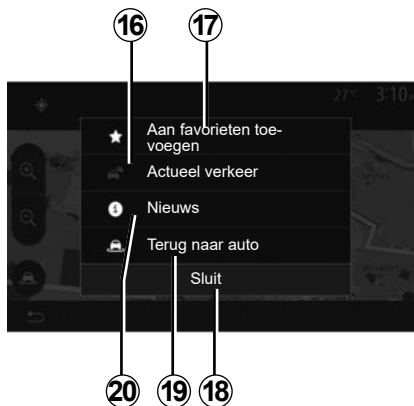 16 17
27° 3:10
Aan favorieten toe-
voegen
Actueel verkeer
Nieuws
Terug naar auto
Sluit
20 19 18